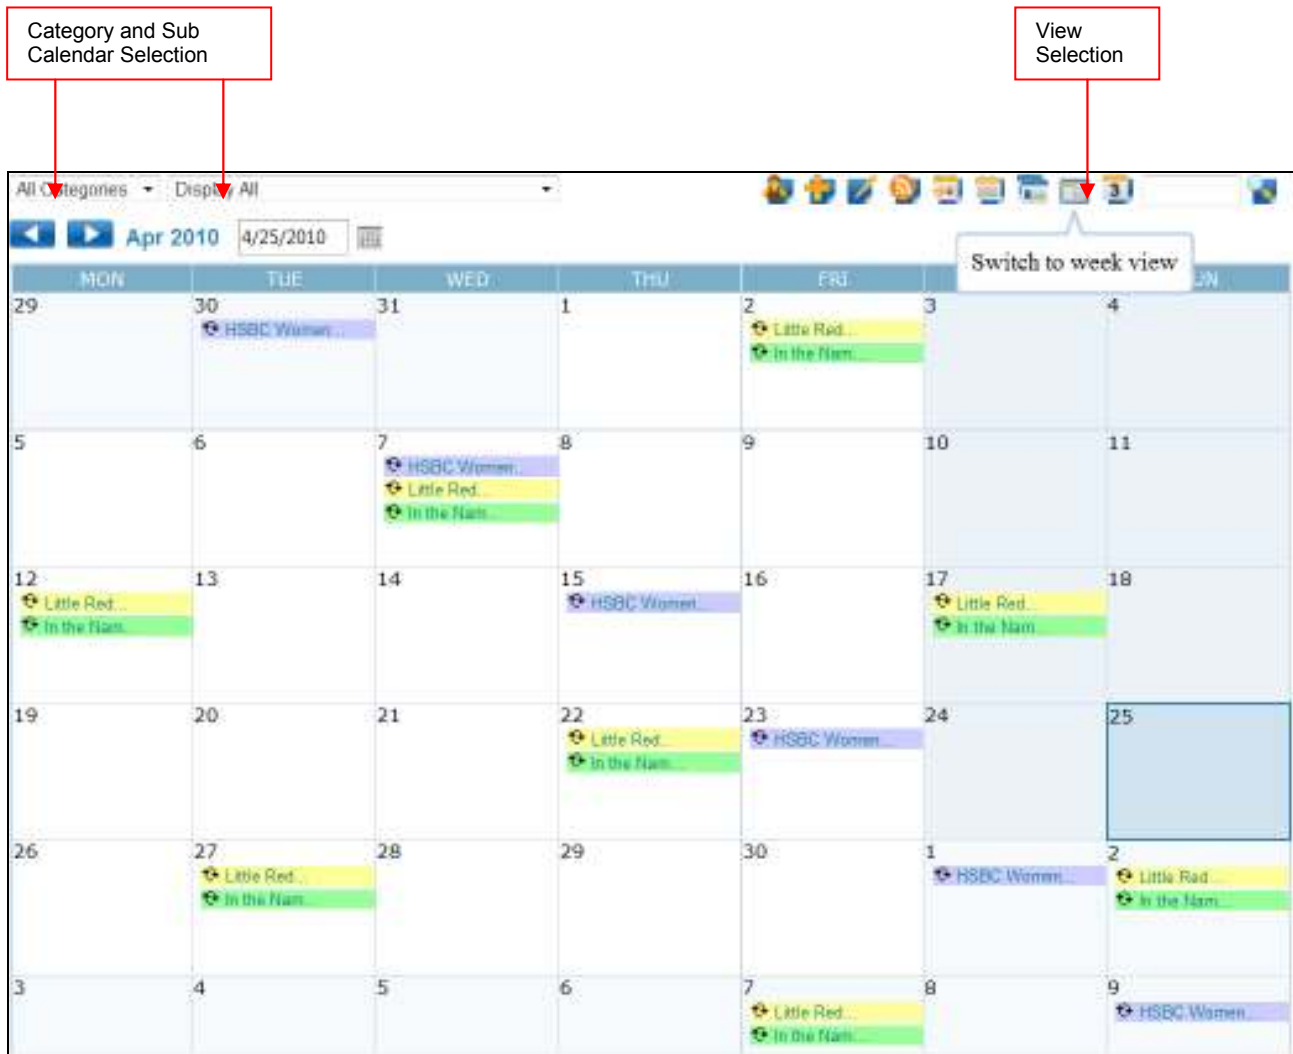 Category and Sub
Calendar Selection
View
Selection
All Categories
Display All
3
Apr 2010
4/25/2010
Switch to week view
MON TUE WED THU FRI UN
29 30 31 1 2 3 4
HSBC Women...
Little Red...
In the Nam...
5 6 7 8 9 10 11
HSBC Women...
Little Red...
In the Nam...
12 13 14 15 16 17 18
Little Red... HSBC Women... Little Red...
In the Nam... In the Nam...
19 20 21 22 23 24 25
Little Red... HSBC Women...
In the Nam...
26 27 28 29 30 1 2
Little Red... HSBC Women... Little Red...
In the Nam... In the Nam...
3 4 5 6 7 8 9
Little Red... HSBC Women...
In the Nam...